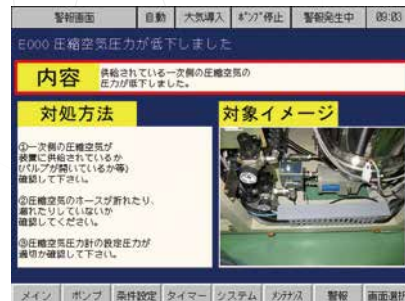 警報画面 自動 大気導入 ﾎﾟﾝﾌﾟ停止 警報発生中 09:03
E000 圧縮空気圧力が低下しました
内容
供給されている一次側の圧縮空気の
圧力が低下しました。
対処方法
対象イメージ
①一次側の圧縮空気が
装置に供給されているか
(バルブが開いているか等)
確認して下さい。
②圧縮空気のホースが折れたり、
漏れたりしていないか
確認してください。
③圧縮空気圧力計の設定圧力が
適切か確認して下さい。
メイン ポンプ 条件設定 タイマー システム ﾒﾝﾃﾅﾝｽ 警報 画面選択